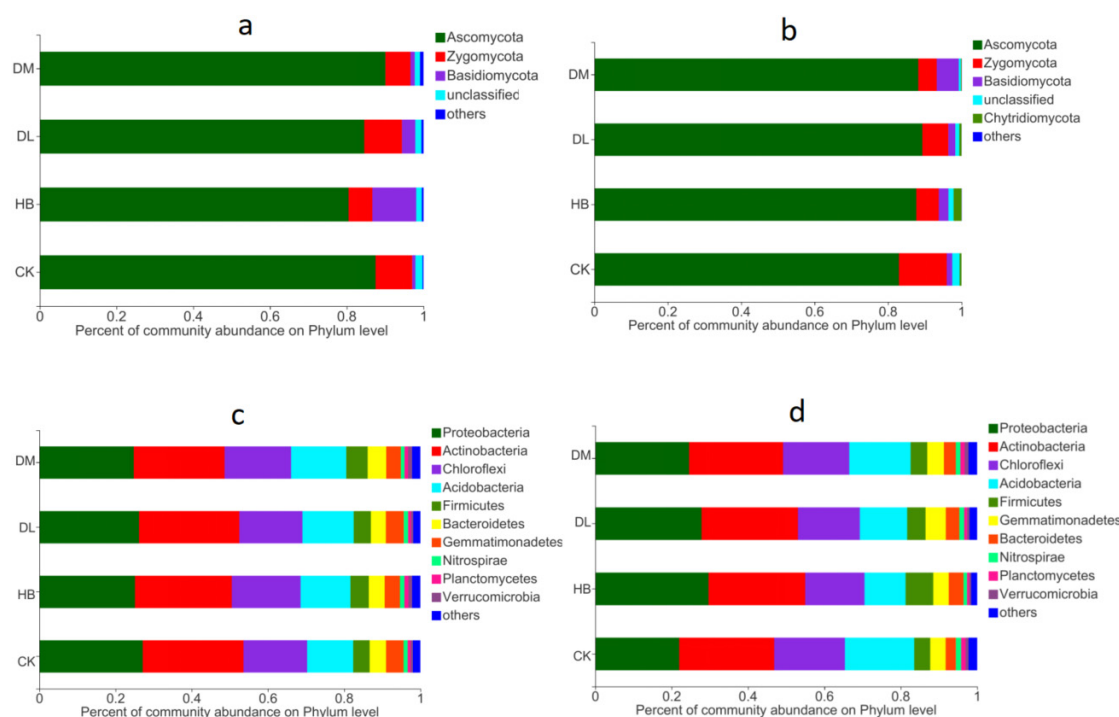 a
Ascomycota
Zygomycota
Basidiomycota
unclassified
others
DM
DL
HB
CK
0 0.2 0.4 0.6 0.8 1
Percent of community abundance on Phylum level
b
Ascomycota
Zygomycota
Basidiomycota
unclassified
Chytridiomycota
others
DM
DL
HB
CK
0 0.2 0.4 0.6 0.8 1
Percent of community abundance on Phylum level
c
Proteobacteria
Actinobacteria
Chloroflexi
Acidobacteria
Firmicutes
Bacteroidetes
Gemmatimonadetes
Nitrospirae
Planctomycetes
Verrucomicrobia
others
DM
DL
HB
CK
0 0.2 0.4 0.6 0.8 1
Percent of community abundance on Phylum level
d
Proteobacteria
Actinobacteria
Chloroflexi
Acidobacteria
Firmicutes
Gemmatimonadetes
Bacteroidetes
Nitrospirae
Planctomycetes
Verrucomicrobia
others
DM
DL
HB
CK
0 0.2 0.4 0.6 0.8 1
Percent of community abundance on Phylum level